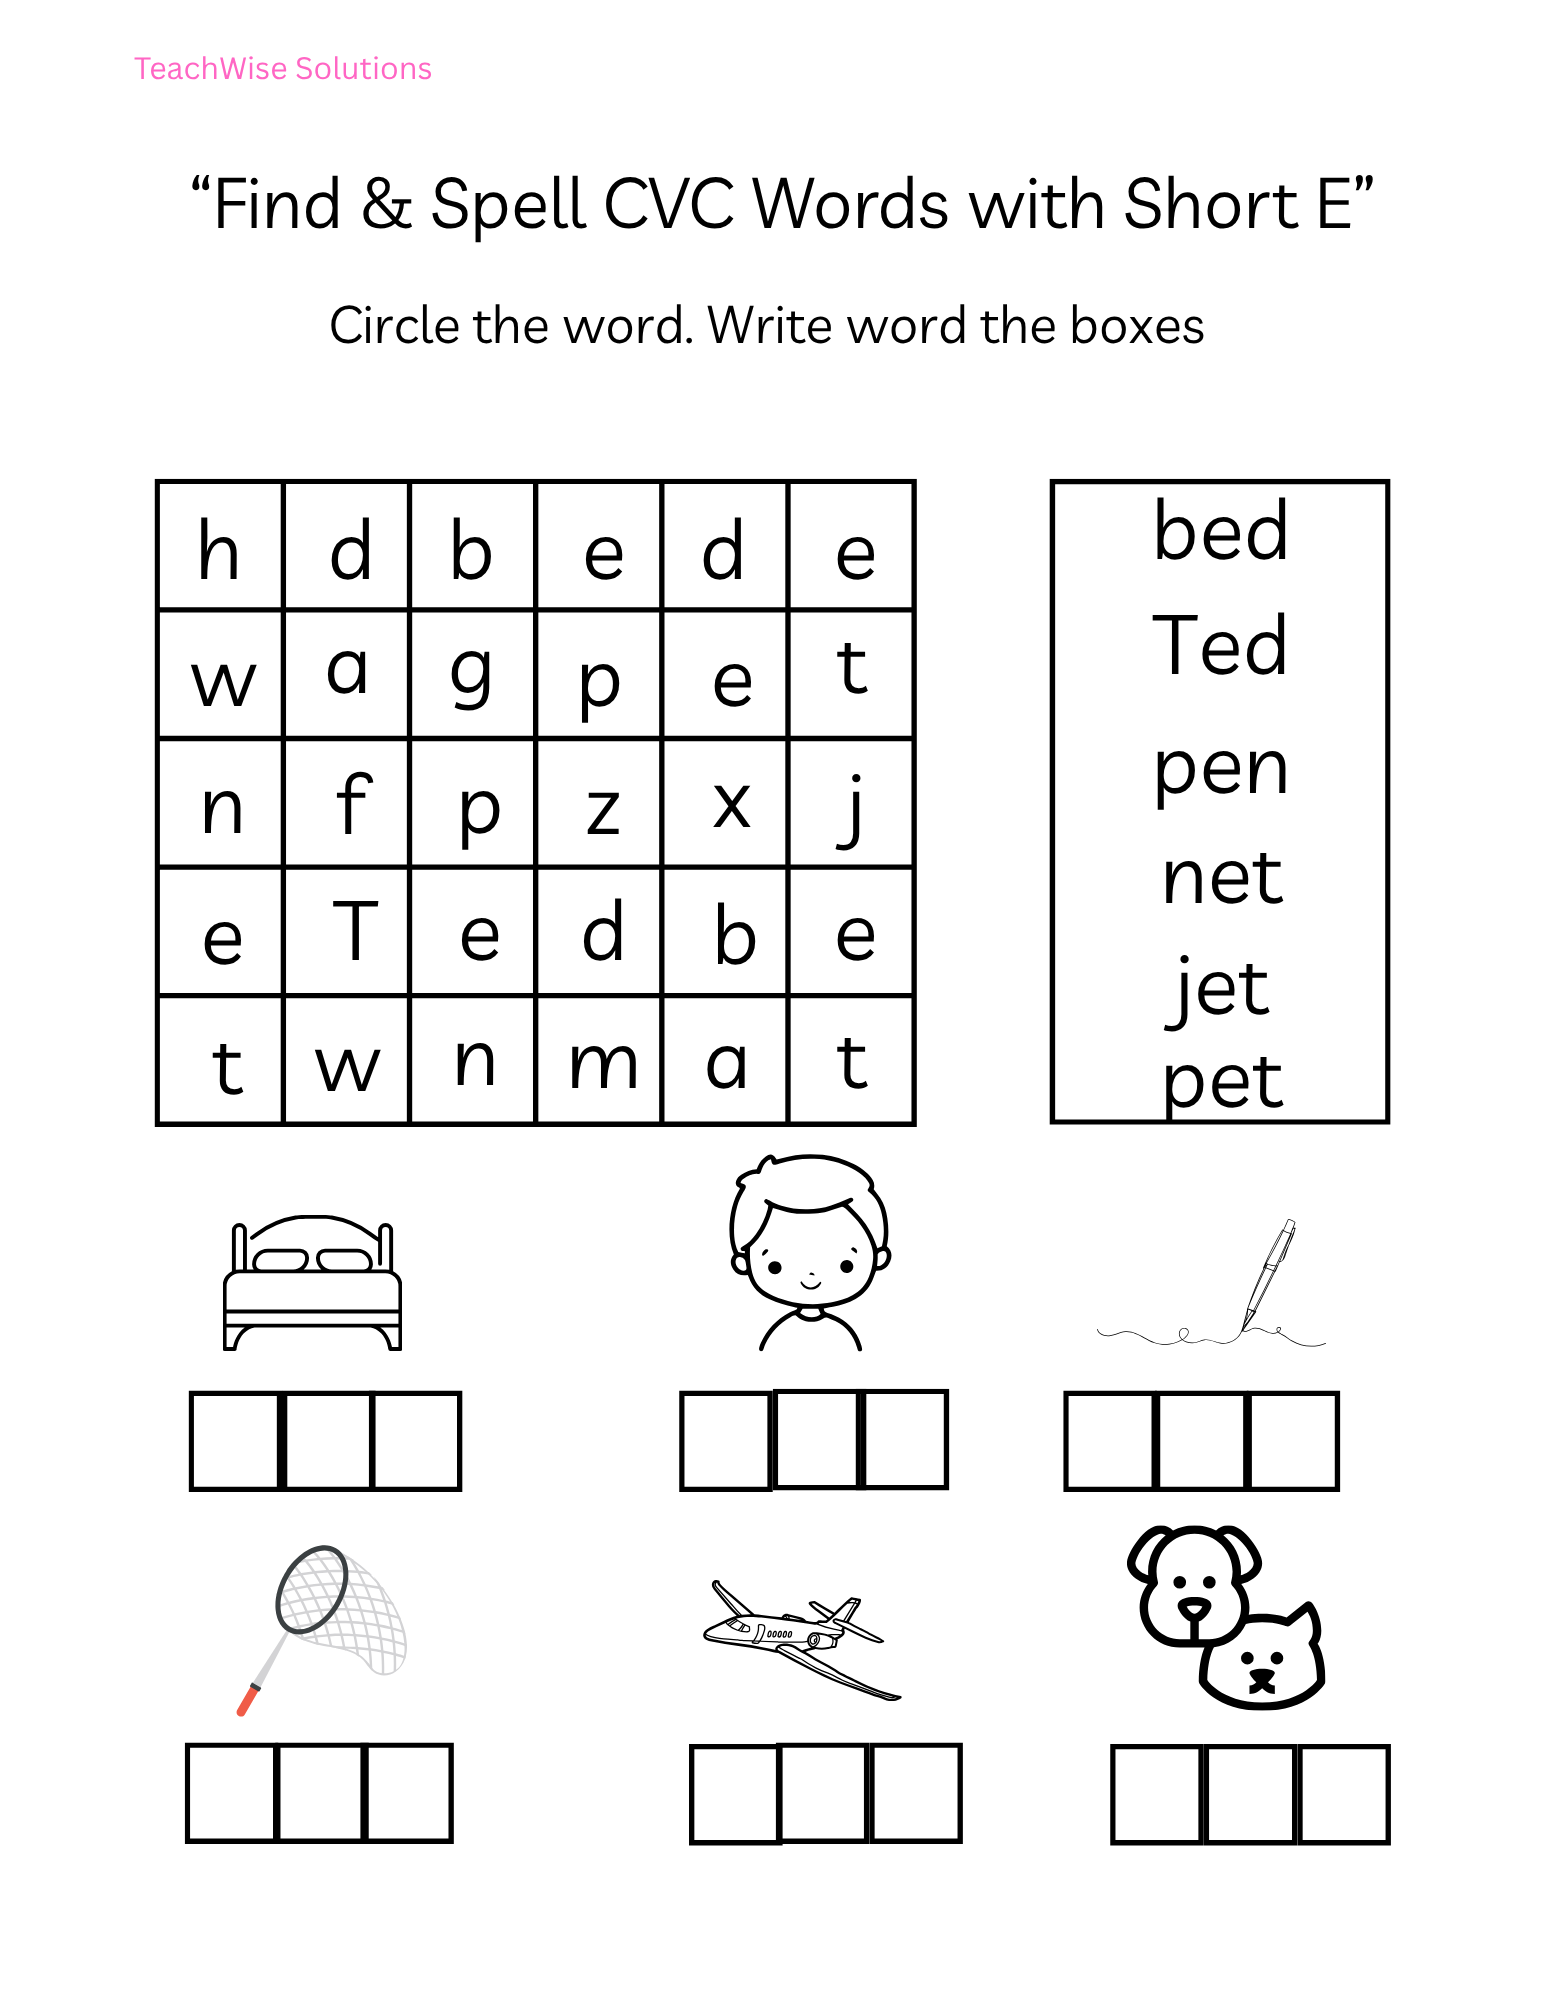 TeachWise Solutions
“Find & Spell CVC Words with Short E”
Circle the word. Write word the boxes
h d b e d e
w a g p e t
n f p z x j
e T e d b e
t w n m a t
bed
Ted
pen
net
jet
pet